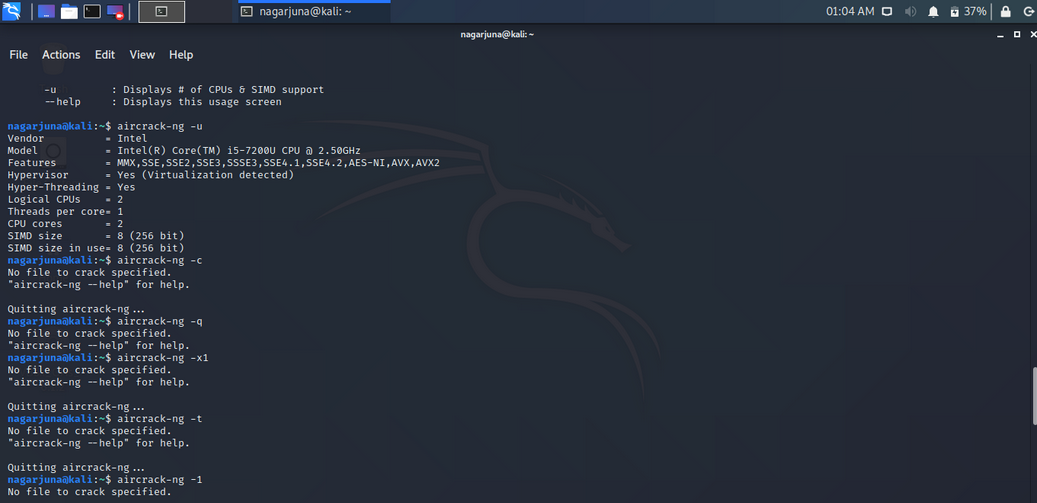 nagarjuna@kali: ~
01:04 AM
37%
nagarjuna@kali: ~
File Actions Edit View Help
-u : Displays # of CPUs & SIMD support
--help : Displays this usage screen
nagarjuna@kali:~$ aircrack-ng -u
Vendor = Intel
Model = Intel(R) Core(TM) i5-7200U CPU @ 2.50GHz
Features = MMX,SSE,SSE2,SSE3,SSSE3,SSE4.1,SSE4.2,AES-NI,AVX,AVX2
Hypervisor = Yes (Virtualization detected)
Hyper-Threading = Yes
Logical CPUs = 2
Threads per core= 1
CPU cores = 2
SIMD size = 8 (256 bit)
SIMD size in use= 8 (256 bit)
nagarjuna@kali:~$ aircrack-ng -c
No file to crack specified.
"aircrack-ng --help" for help.
Quitting aircrack-ng...
nagarjuna@kali:~$ aircrack-ng -q
No file to crack specified.
"aircrack-ng --help" for help.
nagarjuna@kali:~$ aircrack-ng -x1
No file to crack specified.
"aircrack-ng --help" for help.
Quitting aircrack-ng...
nagarjuna@kali:~$ aircrack-ng -t
No file to crack specified.
"aircrack-ng --help" for help.
Quitting aircrack-ng...
nagarjuna@kali:~$ aircrack-ng -1
No file to crack specified.